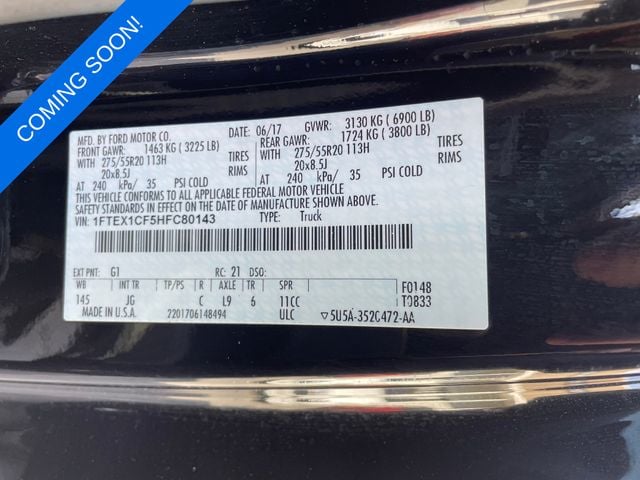 COMING SOON!
MFD. BY FORD MOTOR CO. DATE: 06/17 GVWR: 3130 KG ( 6900 LB)
FRONT GAWR: 1463 KG ( 3225 LB) REAR GAWR: 1724 KG ( 3800 LB)
WITH 275/55R20 113H TIRES WITH 275/55R20 113H TIRES
20x8.5J RIMS 20x8.5J RIMS
AT 240 kPa/ 35 PSI COLD AT 240 kPa/ 35 PSI COLD
THIS VEHICLE CONFORMS TO ALL APPLICABLE FEDERAL MOTOR VEHICLE
SAFETY STANDARDS IN EFFECT ON THE DATE OF MANUFACTURE SHOWN ABOVE.
VIN: 1FTEX1CF5HFC80143 TYPE: Truck
EXT PNT: G1 RC: 21 DSO:
WB INT TR TP/PS R AXLE TR SPR F0148
145 JG C L9 6 11CC T0833
MADE IN U.S.A. 2201706148494 ULC ▽5U5A-3520472-AA